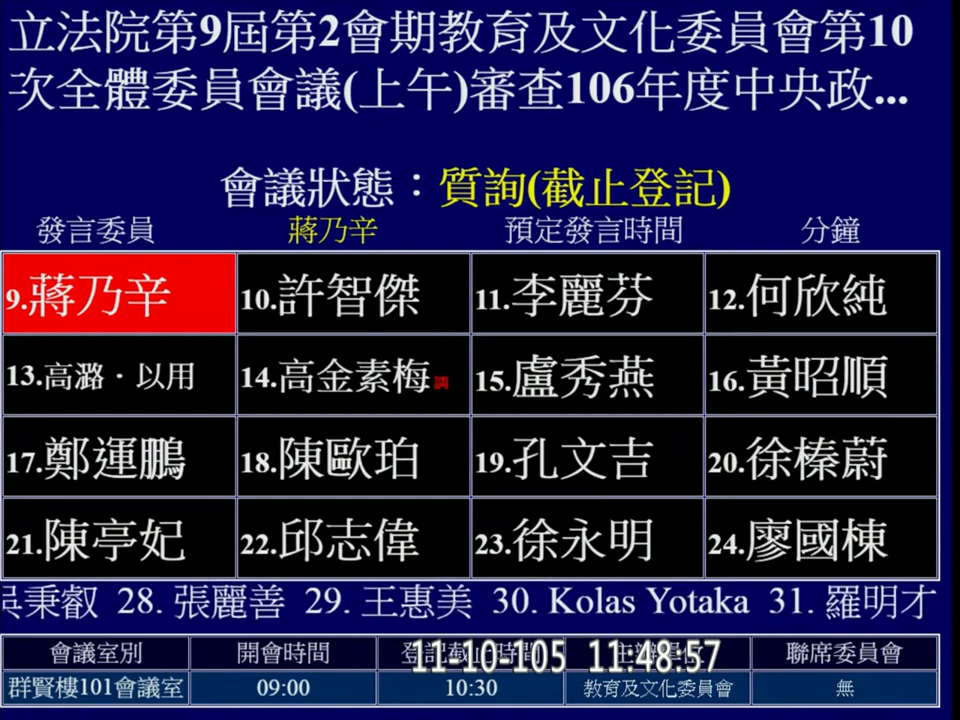 立法院第9屆第2會期教育及文化委員會第10
次全體委員會議(上午)審查106年度中央政...
會議狀態：質詢(截止登記)
發言委員 蔣乃辛 預定發言時間 分鐘
9.蔣乃辛 10.許智傑 11.李麗芬 12.何欣純
13.高潞．以用 14.高金素梅 15.盧秀燕 16.黃昭順
17.鄭運鵬 18.陳歐珀 19.孔文吉 20.徐榛蔚
21.陳亭妃 22.邱志偉 23.徐永明 24.廖國棟
吳秉叡 28. 張麗善 29. 王惠美 30. Kolas Yotaka 31. 羅明才
會議室別 開會時間 登記截止時間 聯席委員會
11-10-105 11:48:57
群賢樓101會議室 09:00 10:30 教育及文化委員會 無